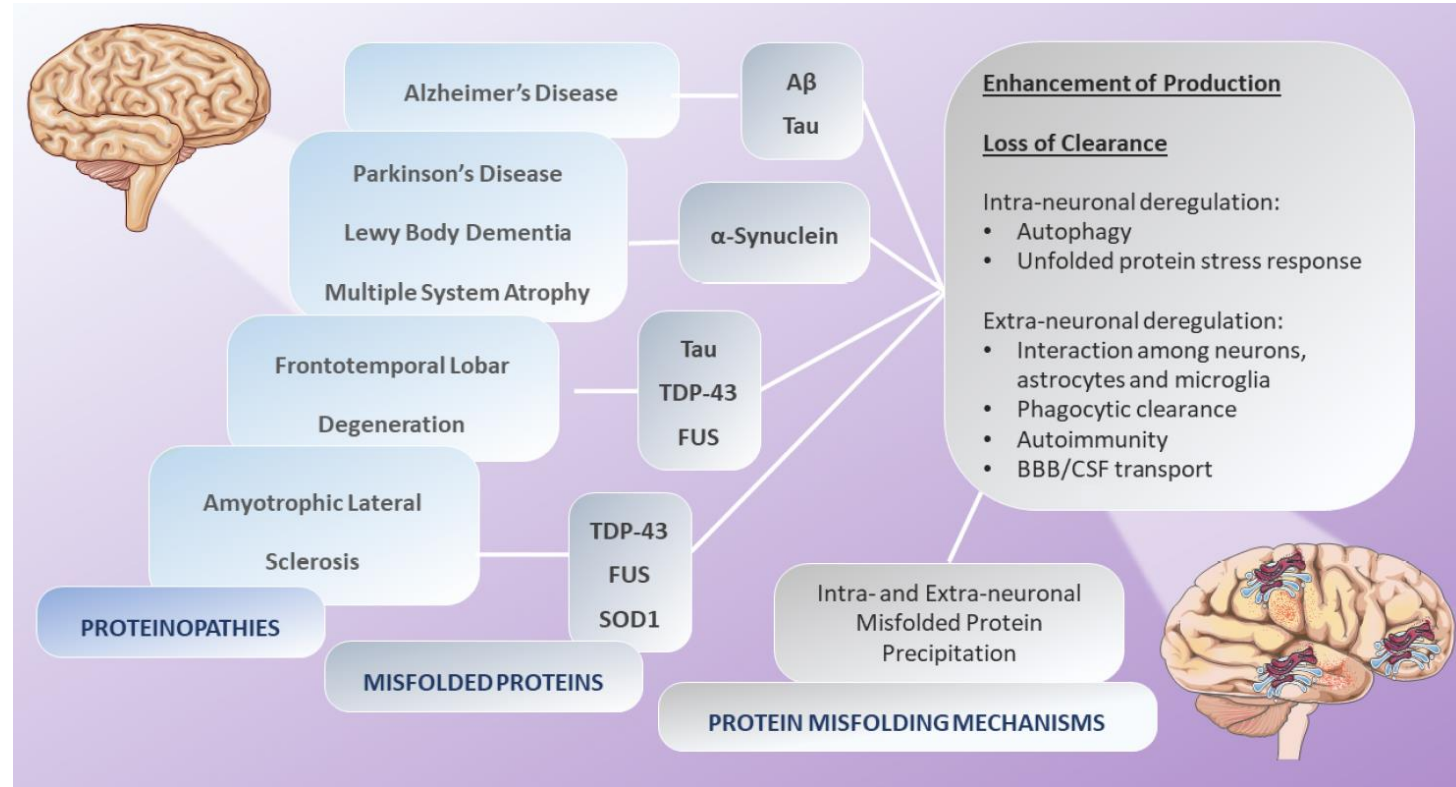 Alzheimer's Disease
Aβ
Tau
Parkinson's Disease
Lewy Body Dementia
Multiple System Atrophy
α-Synuclein
Frontotemporal Lobar
Degeneration
Tau
TDP-43
FUS
Amyotrophic Lateral
Sclerosis
TDP-43
FUS
SOD1
PROTEINOPATHIES
MISFOLDED PROTEINS
Enhancement of Production
Loss of Clearance
Intra-neuronal deregulation:
• Autophagy
• Unfolded protein stress response
Extra-neuronal deregulation:
• Interaction among neurons,
astrocytes and microglia
• Phagocytic clearance
• Autoimmunity
• BBB/CSF transport
Intra- and Extra-neuronal
Misfolded Protein
Precipitation
PROTEIN MISFOLDING MECHANISMS